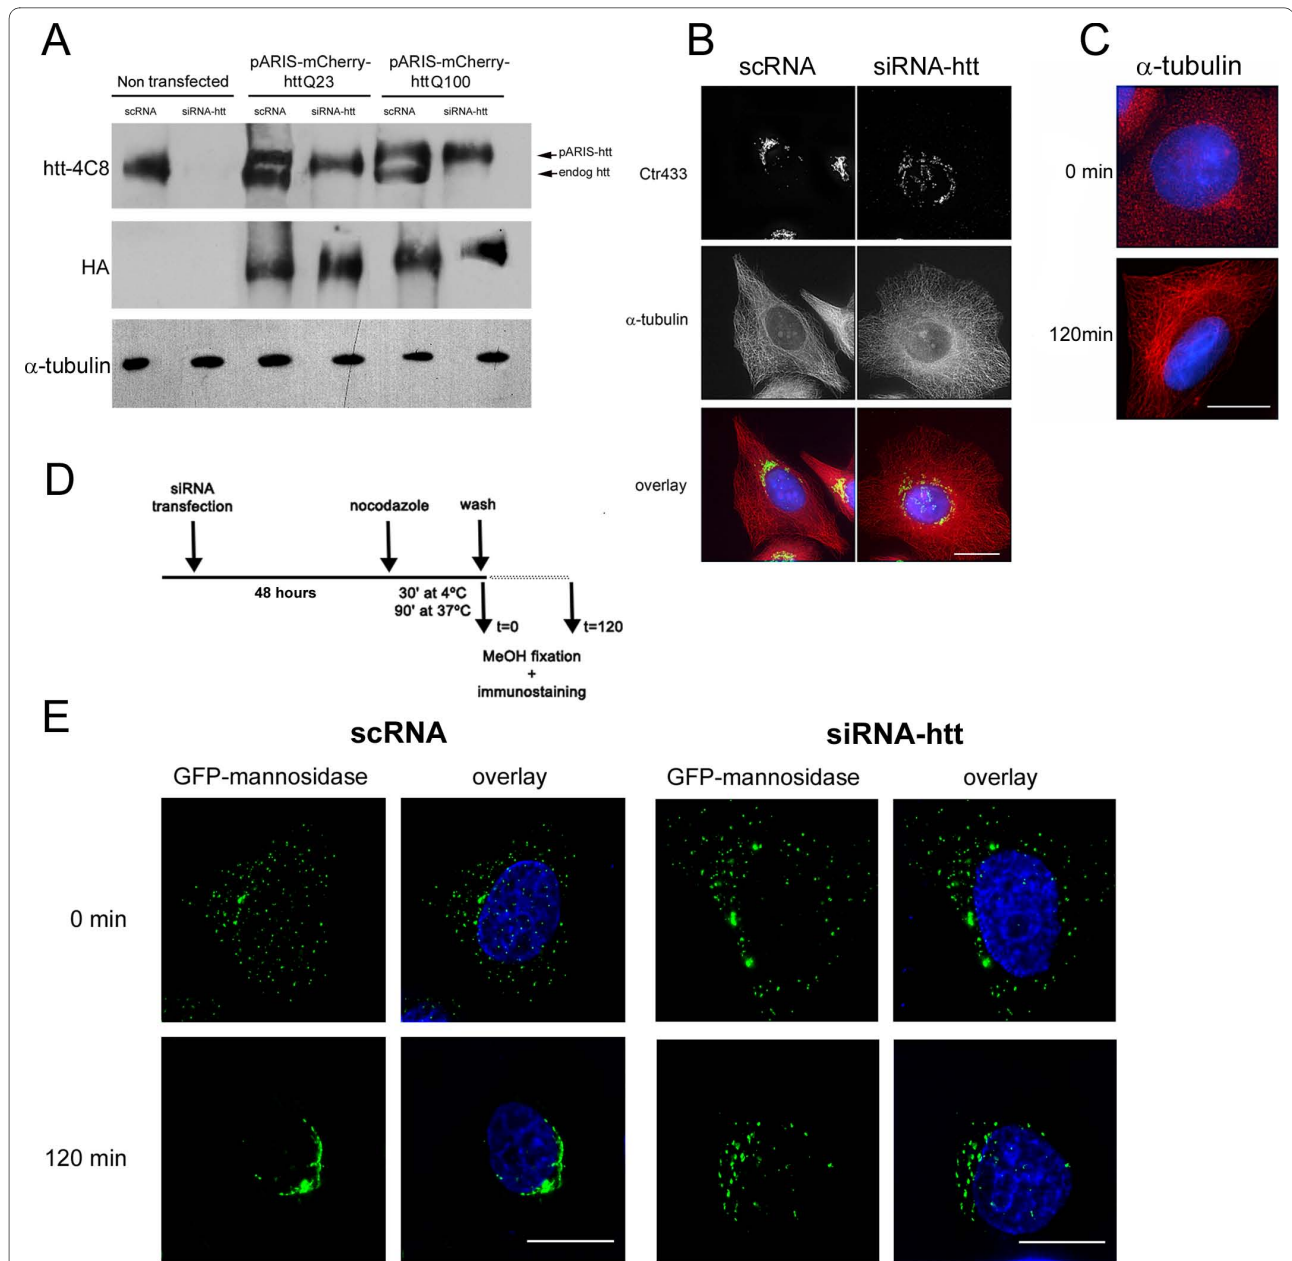 A
Non transfected
pARIS-mCherry-
httQ23
pARIS-mCherry-
httQ100
scRNA
siRNA-htt
scRNA
siRNA-htt
scRNA
siRNA-htt
htt-4C8
pARIS-htt
endog htt
HA
α-tubulin
B
scRNA
siRNA-htt
Ctr433
α-tubulin
overlay
C
α-tubulin
0 min
120min
D
siRNA
transfection
nocodazole
wash
48 hours
30' at 4ºC
90' at 37ºC
t=0
t=120
MeOH fixation
+
immunostaining
E
scRNA
siRNA-htt
GFP-mannosidase
overlay
GFP-mannosidase
overlay
0 min
120 min